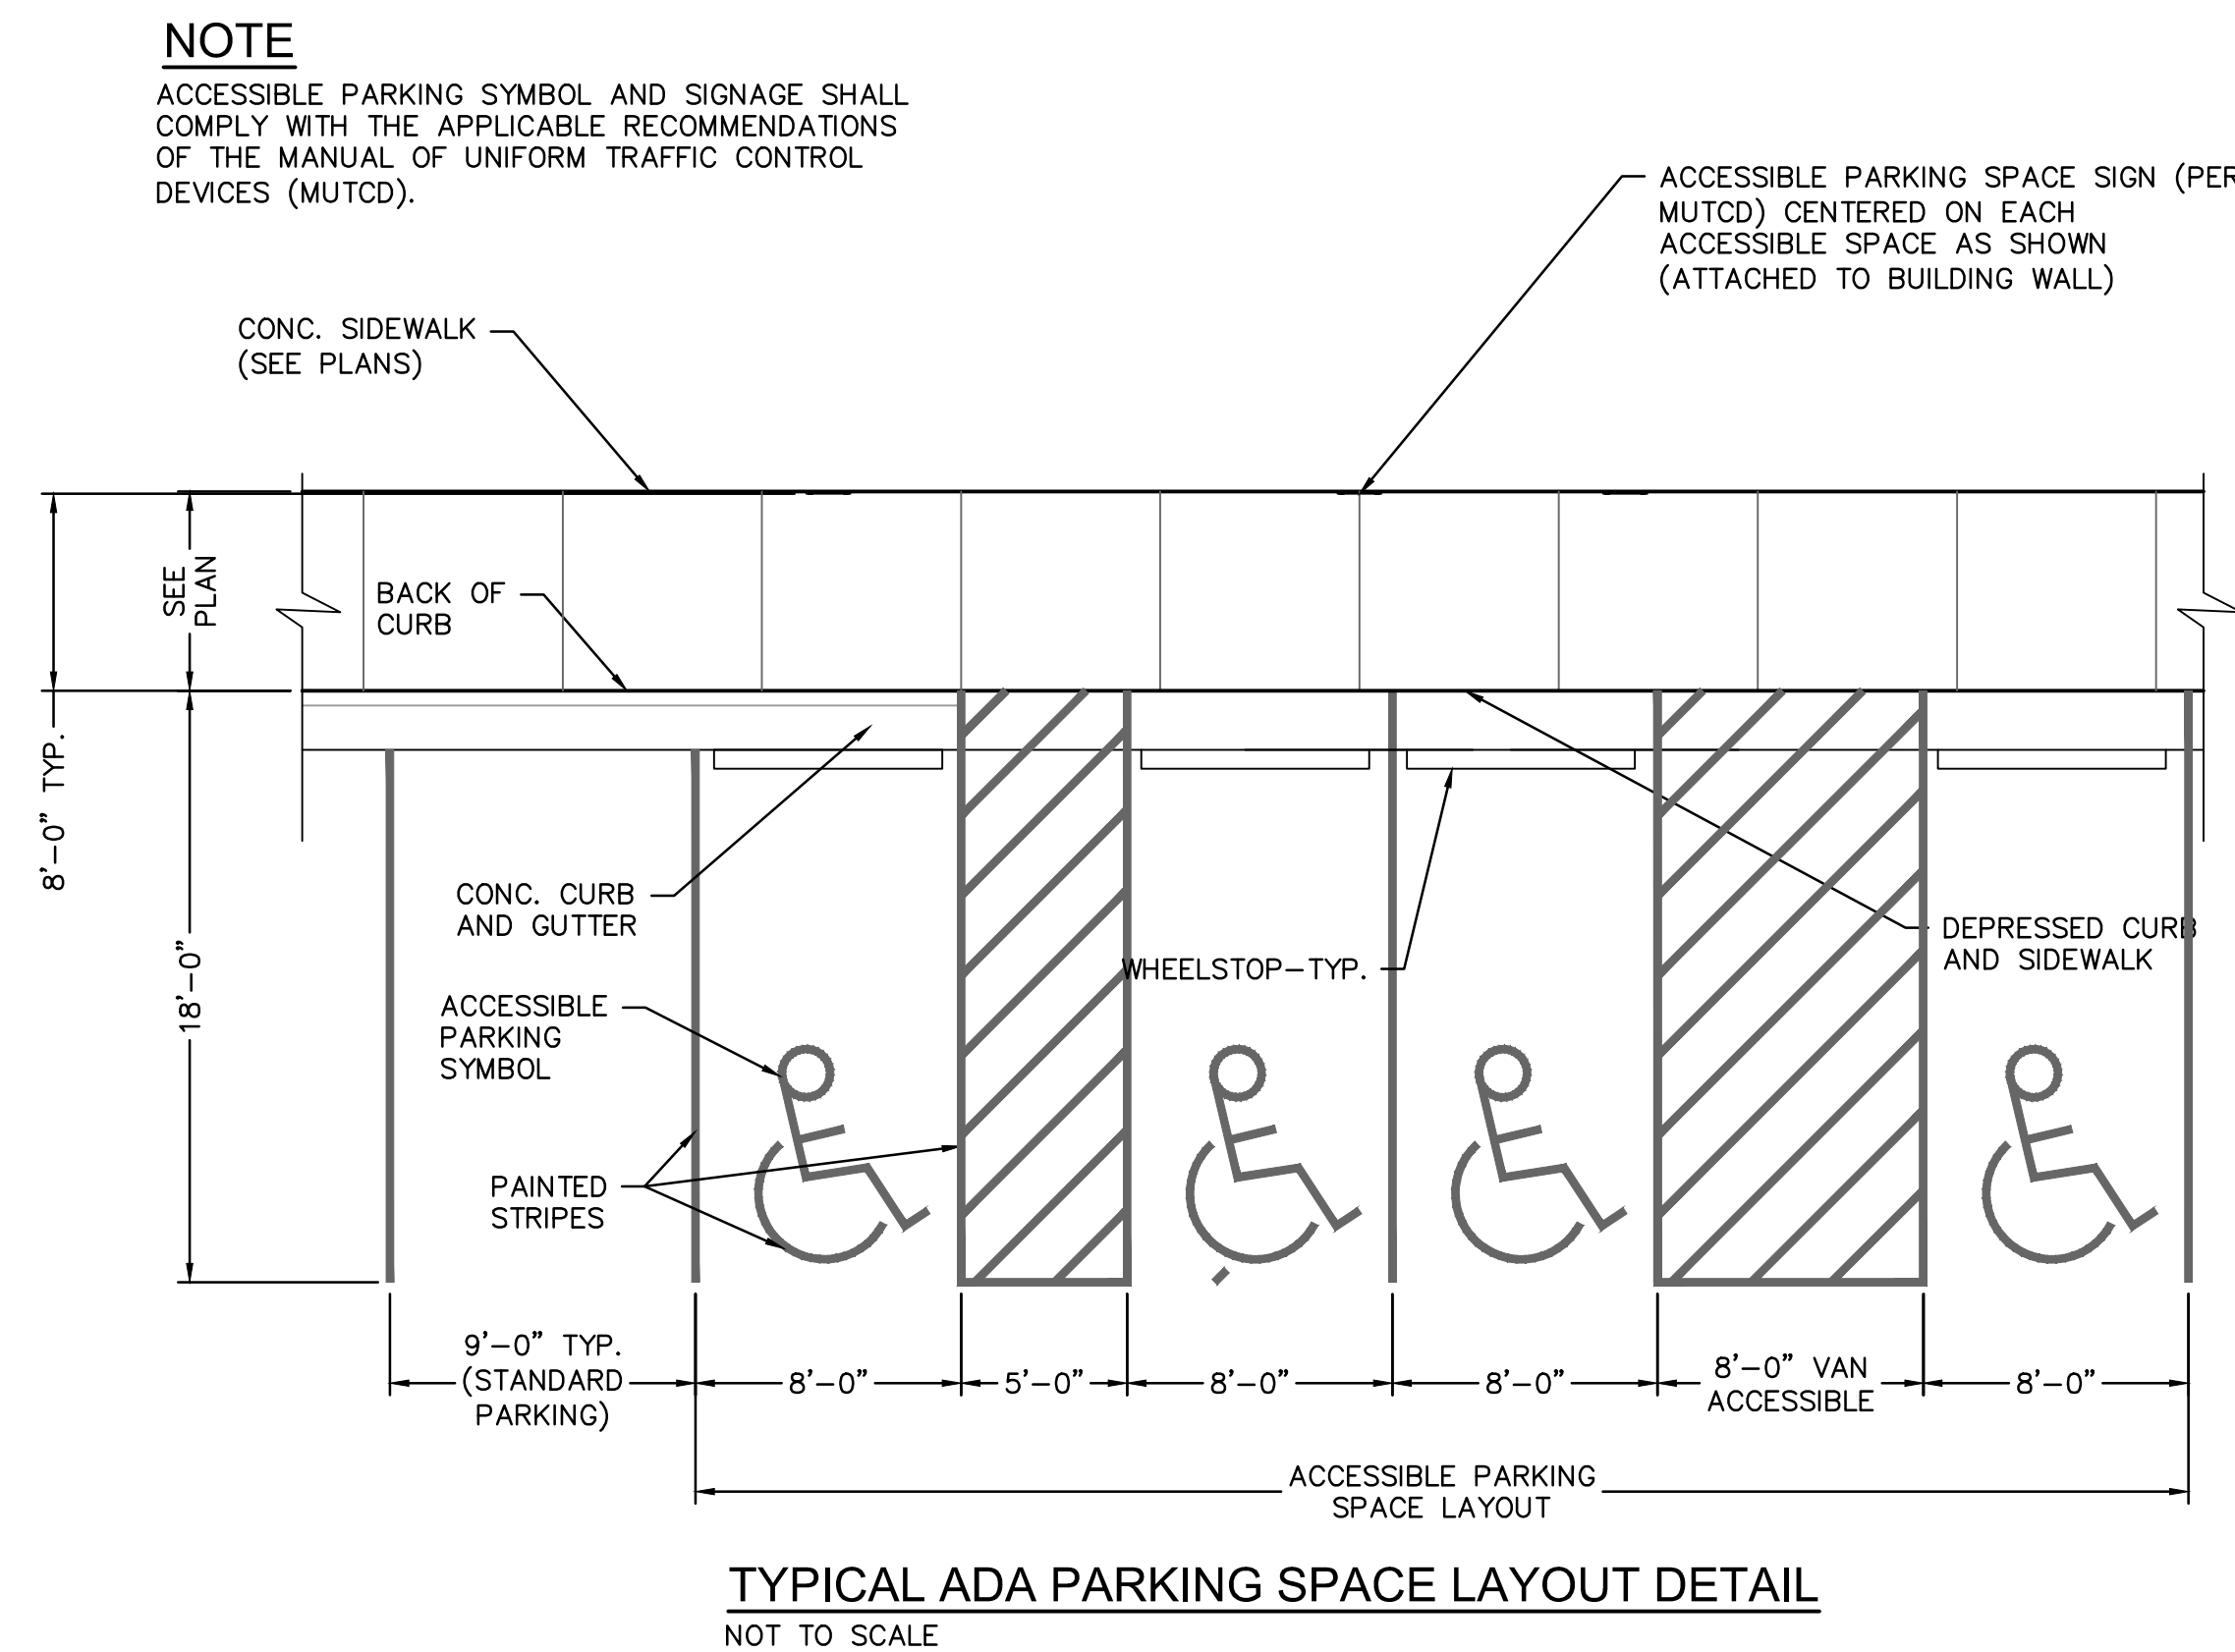 NOTE
ACCESSIBLE PARKING SYMBOL AND SIGNAGE SHALL
COMPLY WITH THE APPLICABLE RECOMMENDATIONS
OF THE MANUAL OF UNIFORM TRAFFIC CONTROL
DEVICES (MUTCD).
ACCESSIBLE PARKING SPACE SIGN (PER
MUTCD) CENTERED ON EACH
ACCESSIBLE SPACE AS SHOWN
(ATTACHED TO BUILDING WALL)
CONC. SIDEWALK
(SEE PLANS)
SEE
PLAN
BACK OF
CURB
8'-0" TYP.
18'-0"
CONC. CURB
AND GUTTER
WHEELSTOP-TYP.
DEPRESSED CURB
AND SIDEWALK
ACCESSIBLE
PARKING
SYMBOL
PAINTED
STRIPES
9'-0" TYP.
(STANDARD
PARKING)
8'-0"
5'-0"
8'-0"
8'-0"
8'-0" VAN
ACCESSIBLE
8'-0"
ACCESSIBLE PARKING
SPACE LAYOUT
TYPICAL ADA PARKING SPACE LAYOUT DETAIL
NOT TO SCALE